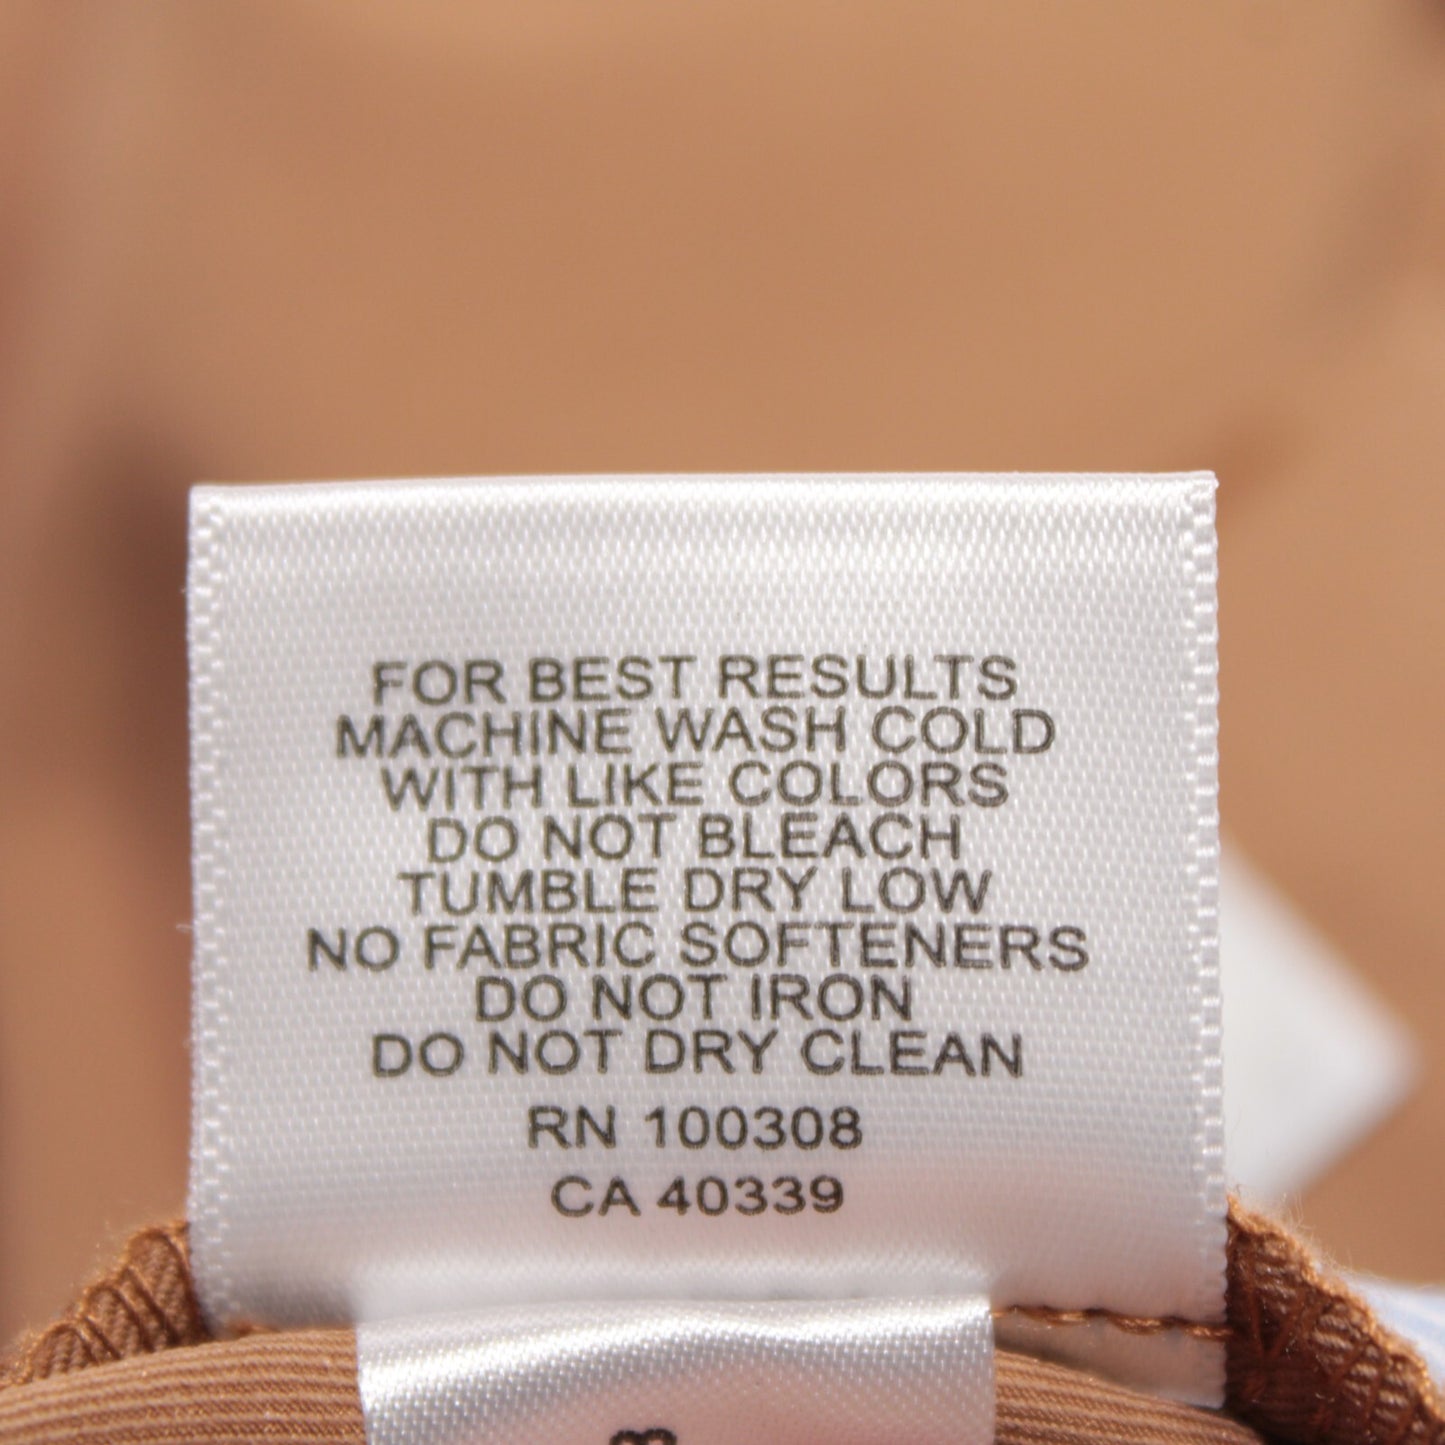 FOR BEST RESULTS
MACHINE WASH COLD
WITH LIKE COLORS
DO NOT BLEACH
TUMBLE DRY LOW
NO FABRIC SOFTENERS
DO NOT IRON
DO NOT DRY CLEAN
RN 100308
CA 40339